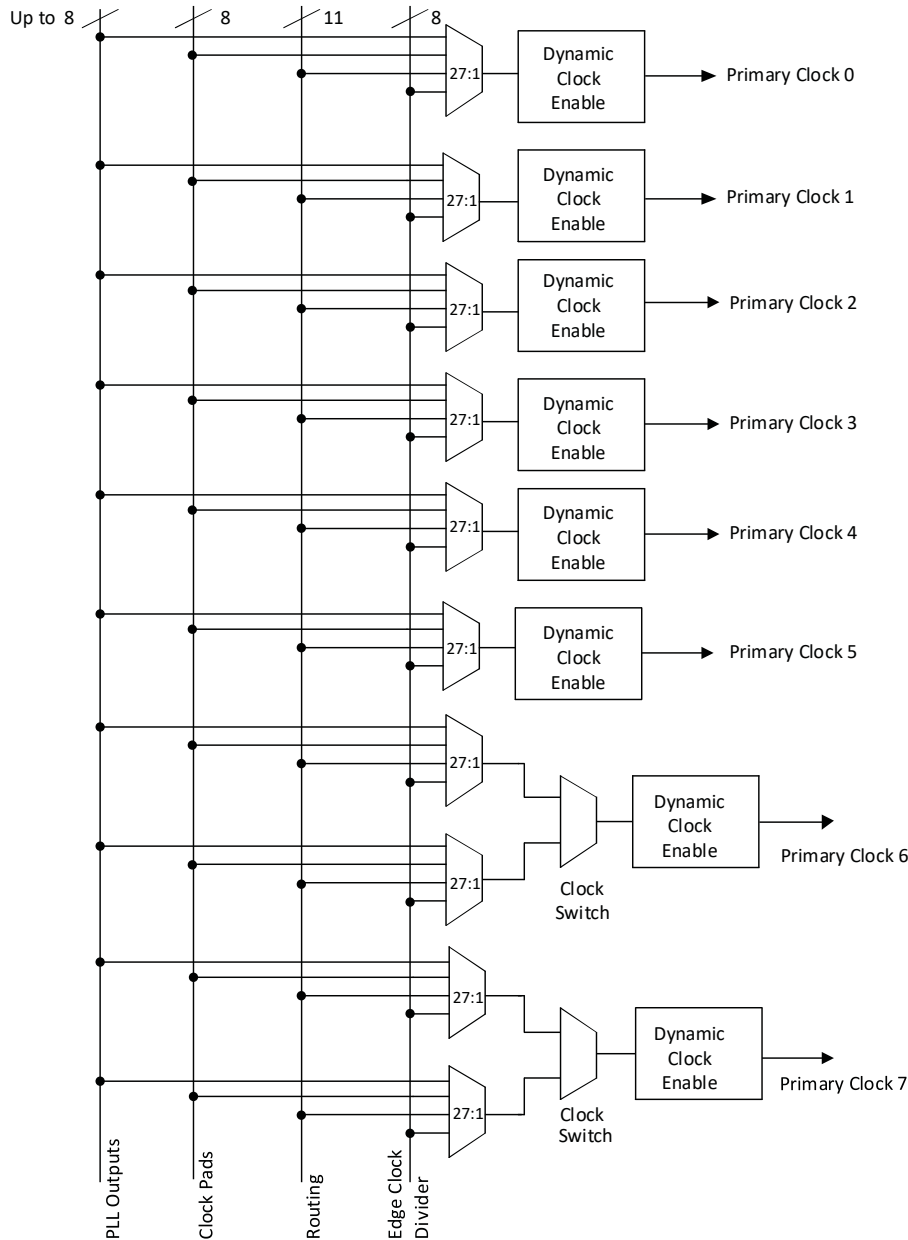 Up to 8
8
11
8
27:1
Dynamic
Clock
Enable
Primary Clock 0
27:1
Dynamic
Clock
Enable
Primary Clock 1
27:1
Dynamic
Clock
Enable
Primary Clock 2
27:1
Dynamic
Clock
Enable
Primary Clock 3
27:1
Dynamic
Clock
Enable
Primary Clock 4
27:1
Dynamic
Clock
Enable
Primary Clock 5
27:1
27:1
Clock
Switch
Dynamic
Clock
Enable
Primary Clock 6
27:1
27:1
Clock
Switch
Dynamic
Clock
Enable
Primary Clock 7
PLL Outputs
Clock Pads
Routing
Edge Clock
Divider